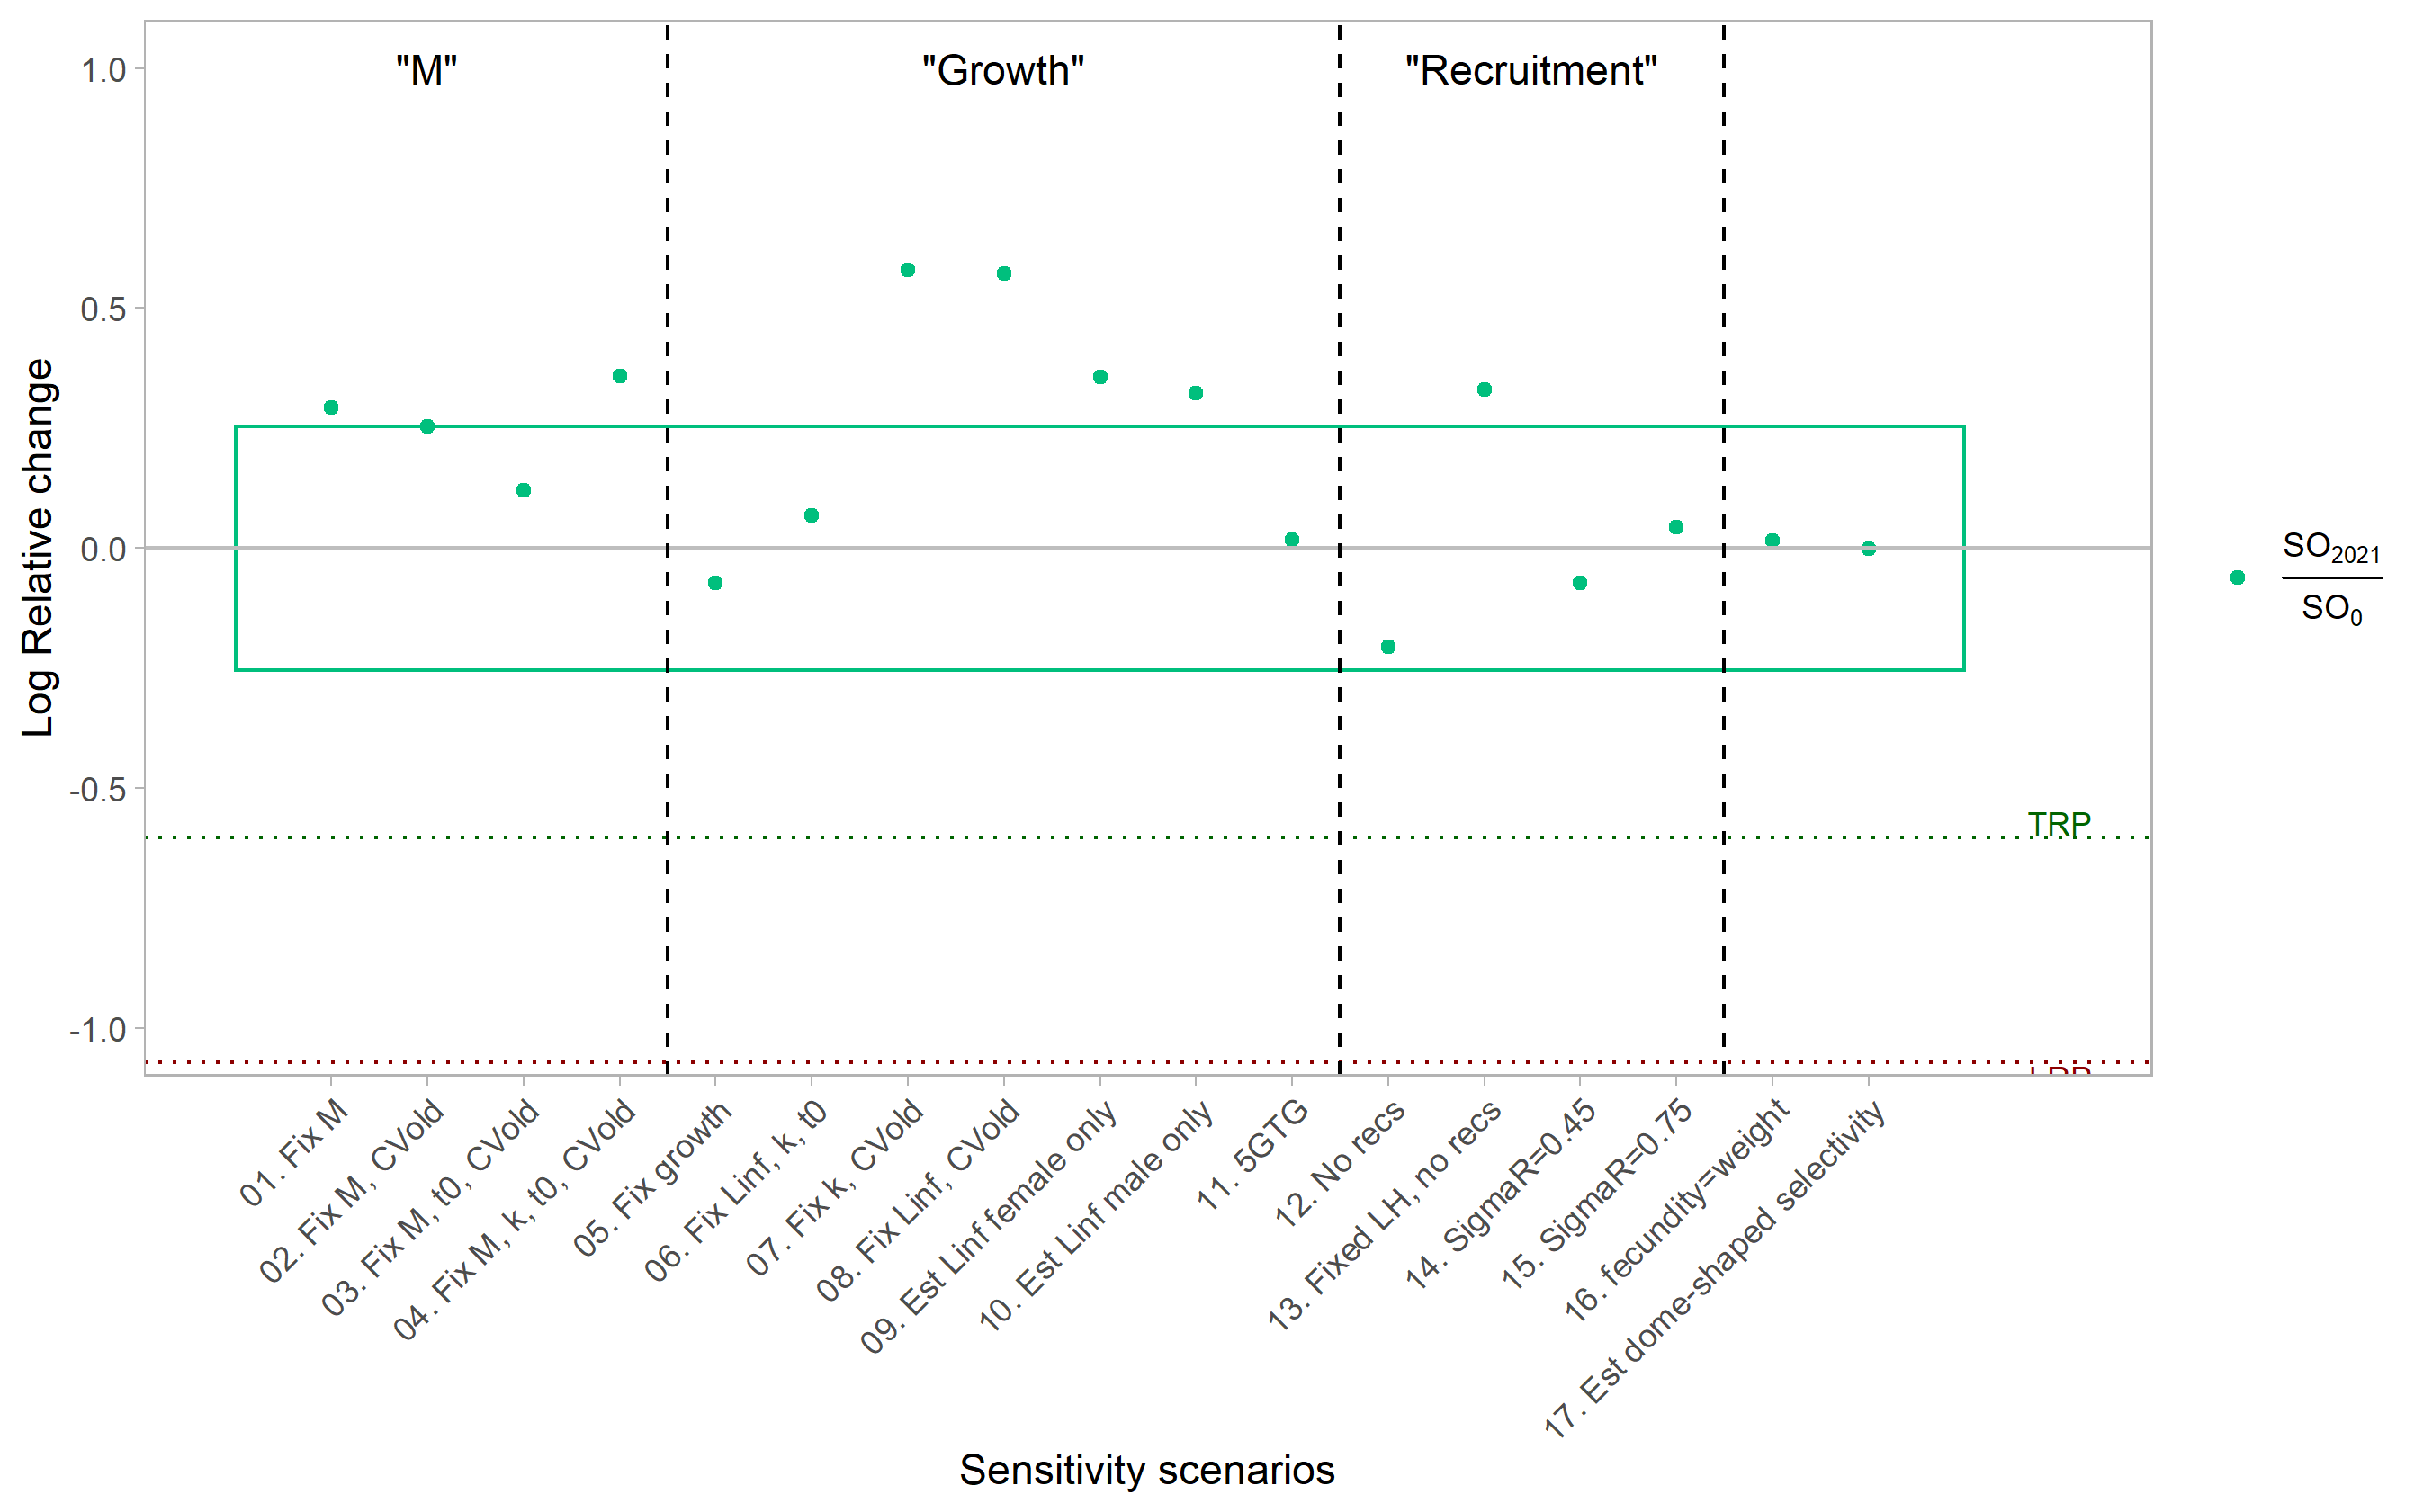 "M"
"Growth"
"Recruitment"
1.0
0.5
0.0
-0.5
-1.0
Log Relative change
TRP
LRP
SO2021
SO0
01. Fix M
02. Fix M, CVold
03. Fix M, t0, CVold
04. Fix M, k, t0, CVold
05. Fix growth
06. Fix Linf, k, t0
07. Fix k, CVold
08. Fix Linf, CVold
09. Est Linf female only
10. Est Linf male only
11. 5GTG
12. No recs
13. Fixed LH, no recs
14. SigmaR=0.45
15. SigmaR=0.75
16. fecundity=weight
17. Est dome-shaped selectivity
Sensitivity scenarios